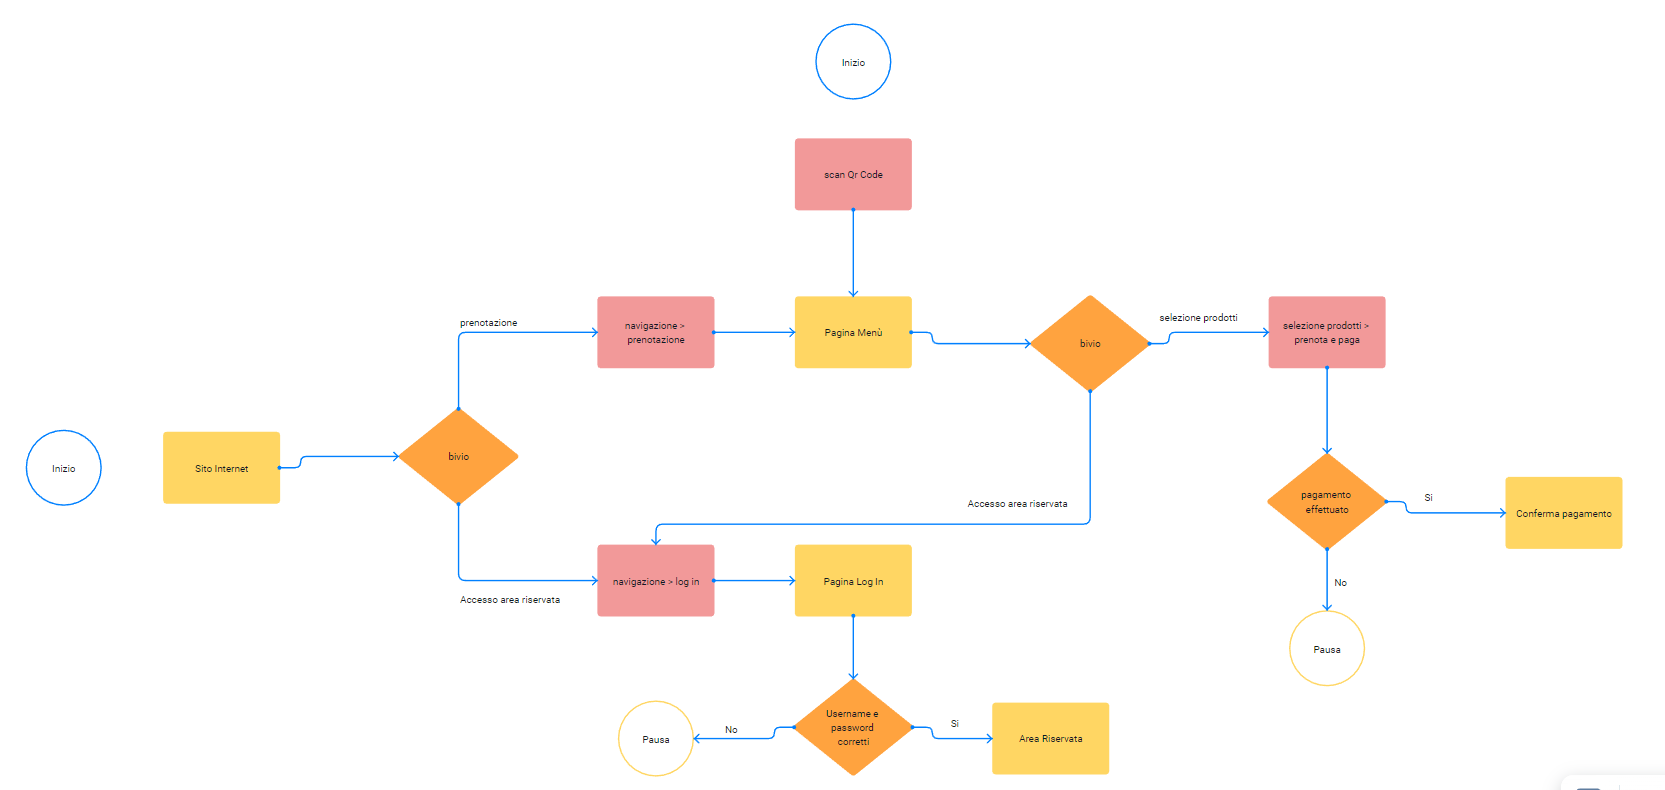 Inizio
scan Qr Code
prenotazione
navigazione >
prenotazione
Pagina Menù
bivio
selezione prodotti
selezione prodotti >
prenota e paga
Inizio
Sito Internet
bivio
Accesso area riservata
pagamento
effettuato
Si
Conferma pagamento
No
Accesso area riservata
navigazione > log in
Pagina Log In
Pausa
Pausa
No
Username e
password
corretti
Si
Area Riservata